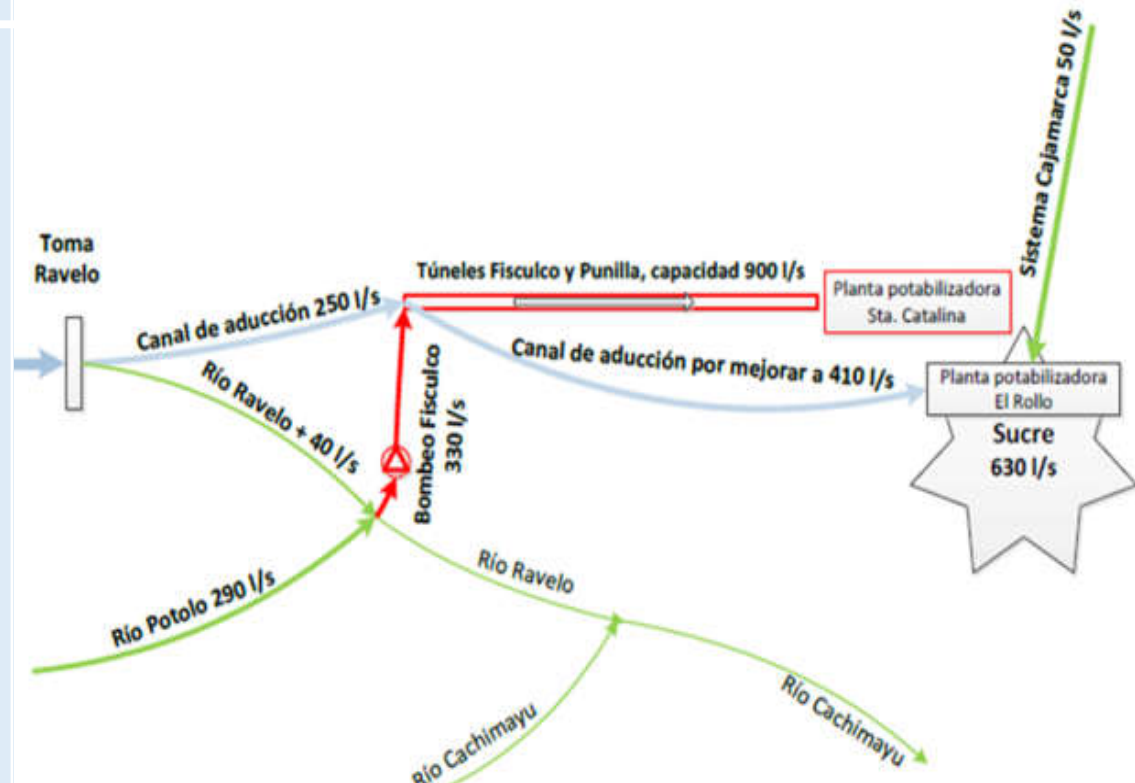 Sistema Cajamarca 50 l/s
Toma
Ravelo
Túneles Fisculco y Punilla, capacidad 900 l/s
Planta potabilizadora
Sta. Catalina
Canal de aducción 250 l/s
Canal de aducción por mejorar a 410 l/s
Planta potabilizadora
El Rollo
Sucre
630 l/s
Río Ravelo + 40 l/s
Bombeo Fisculco
330 l/s
Río Potolo 290 l/s
Río Ravelo
Río Cachimayu
Río Cachimayu